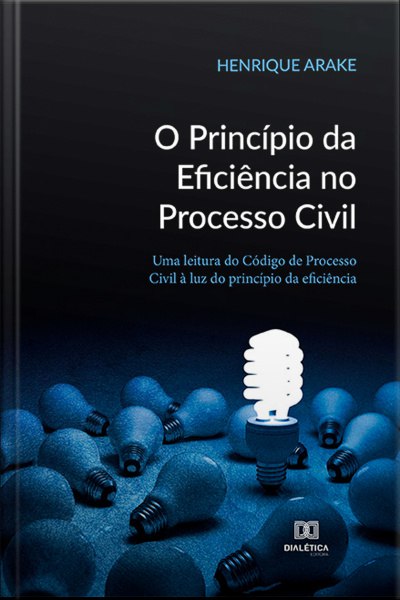 HENRIQUE ARAKE
O Princípio da
Eficiência no
Processo Civil
Uma leitura do Código de Processo
Civil à luz do princípio da eficiência
DIALÉTICA
EDITORA